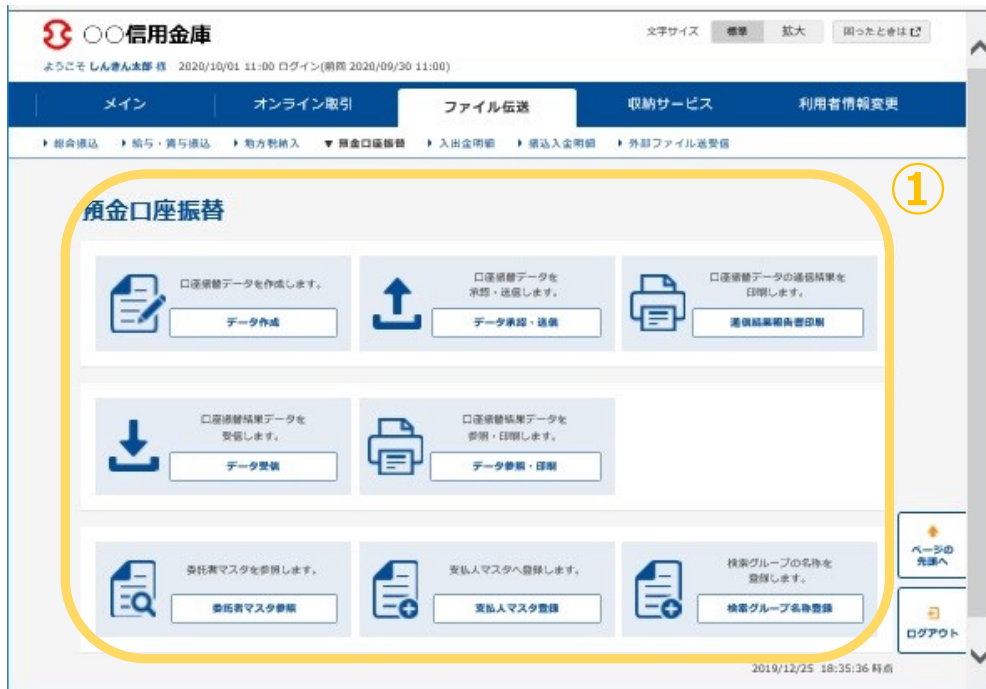 〇〇信用金庫
文字サイズ 標準 拡大 困ったときは
ようこそ しんきん太郎 様 2020/10/01 11:00 ログイン(前回 2020/09/30 11:00)
メイン オンライン取引 ファイル伝送 収納サービス 利用者情報変更
総合振込 給与・賞与振込 地方税納入 ▼ 預金口座振替 入出金明細 振込入金明細 外部ファイル送受信
①
預金口座振替
口座振替データを作成します。
データ作成
口座振替データを
承認・送信します。
データ承認・送信
口座振替データの通信結果を
印刷します。
通信結果報告書印刷
口座振替結果データを
受信します。
データ受信
口座振替結果データを
参照・印刷します。
データ参照・印刷
委託者マスタを参照します。
委託者マスタ参照
支払人マスタへ登録します。
支払人マスタ登録
検索グループの名称を
登録します。
検索グループ名称登録
ページの
先頭へ
ログアウト
2019/12/25 18:35:36 時点